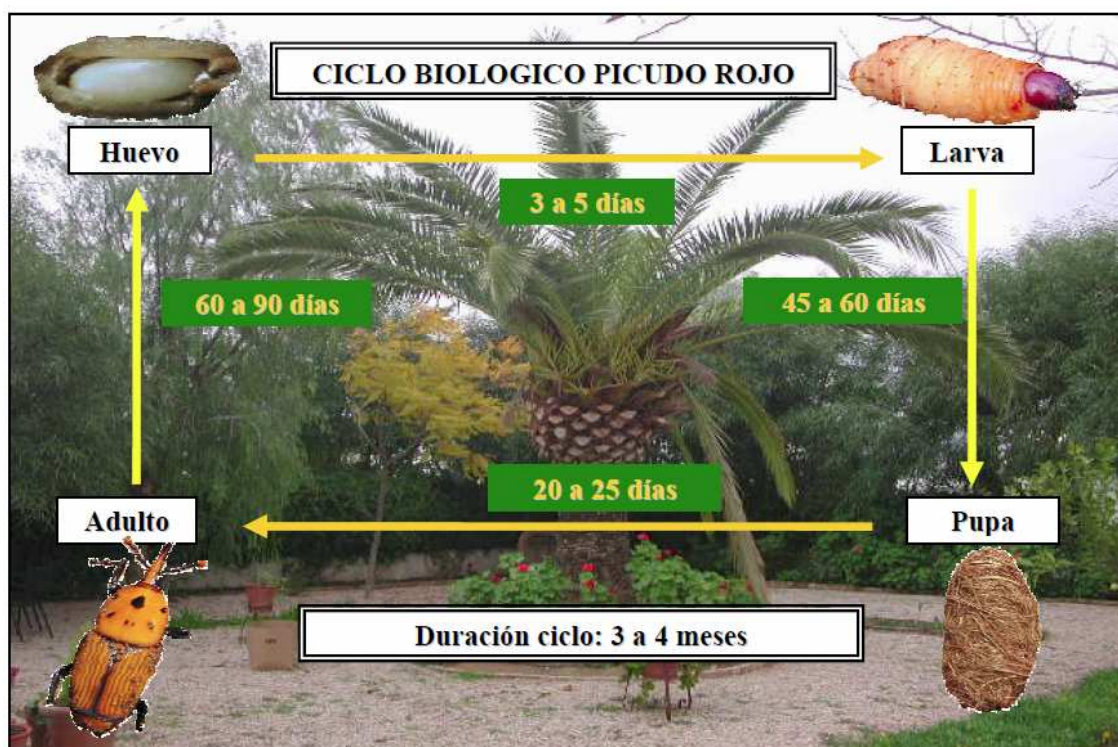 CICLO BIOLOGICO PICUDO ROJO
Huevo
Larva
3 a 5 días
60 a 90 días
45 a 60 días
20 a 25 días
Adulto
Pupa
Duración ciclo: 3 a 4 meses